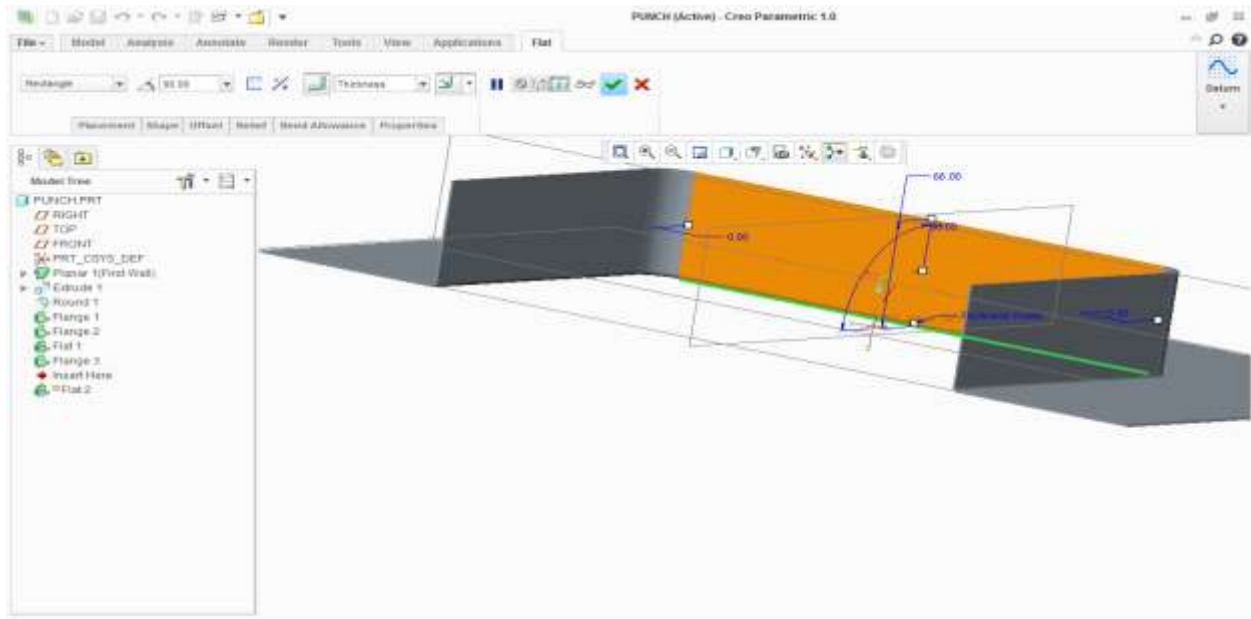 PUNCH (Active) - Creo Parametric 1.0
File Model Analysis Annotate Render Tools View Applications Flat
Rectangle 90.00 Thickness
Datum
Placement Shape Offset Relief Bend Allowance Properties
Model Tree
PUNCH.PRT
RIGHT
TOP
FRONT
PRT_CSYS_DEF
Planar 1(First Wall)
Extrude 1
Round 1
Flange 1
Flange 2
Flat 1
Flange 3
Insert Here
Flat 2
66.00
0.00